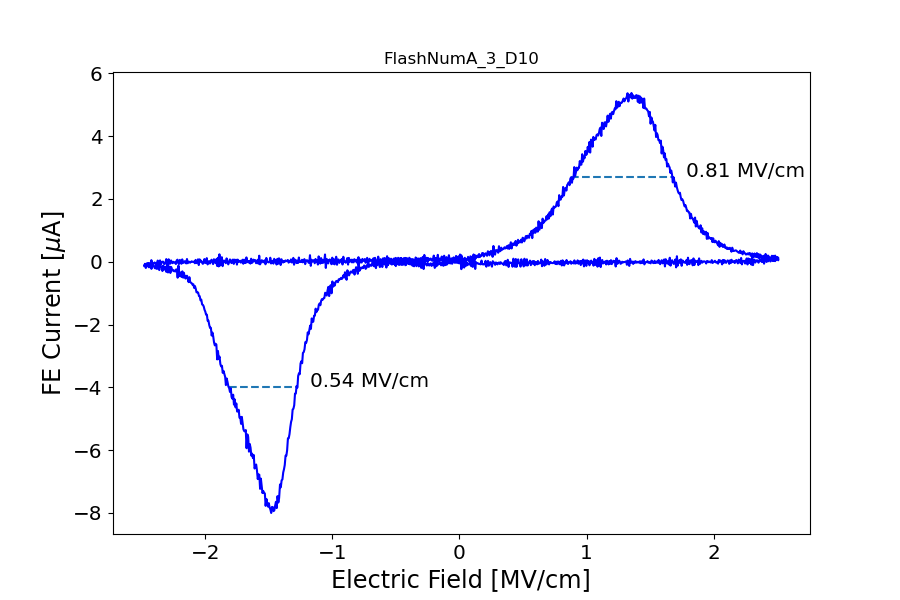 FlashNumA_3_D10
6
4
2
0
−2
−4
−6
−8
FE Current [μA]
0.81 MV/cm
0.54 MV/cm
−2 −1 0 1 2
Electric Field [MV/cm]